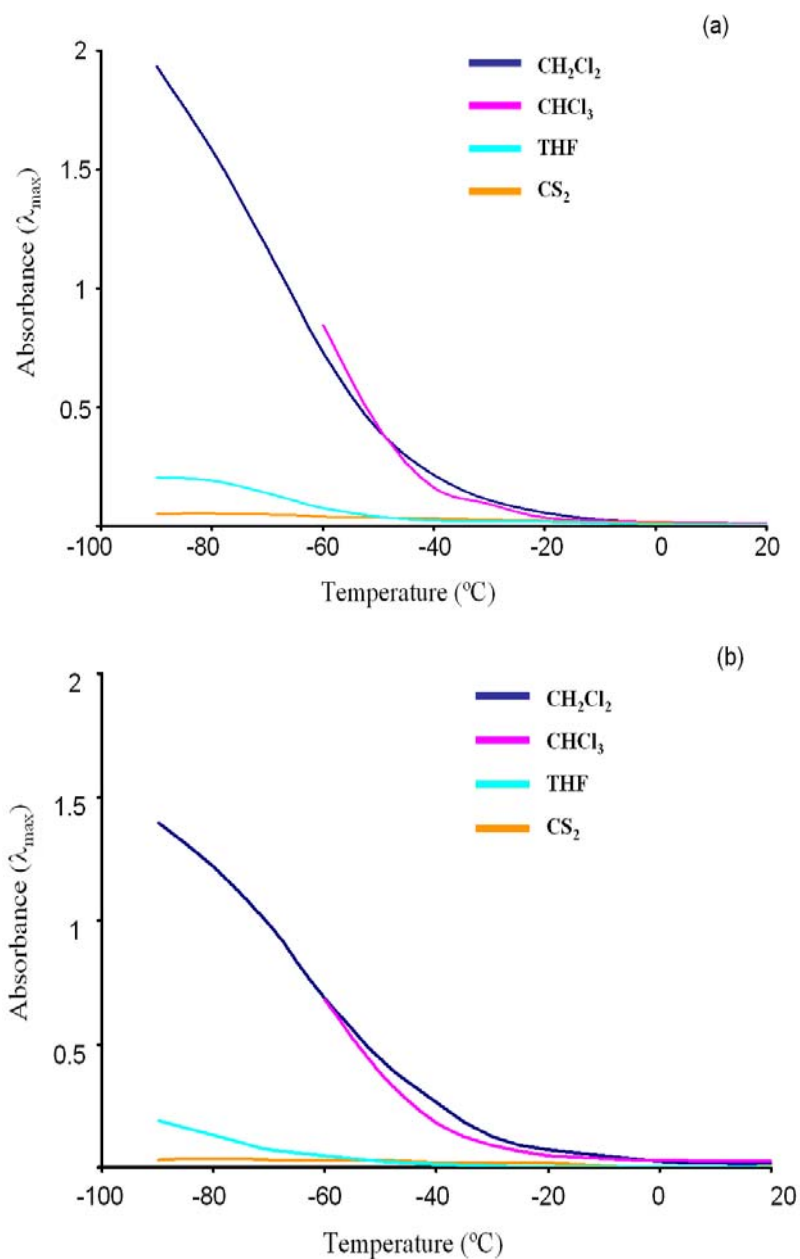 (a)
2
1.5
1
0.5
-100 -80 -60 -40 -20 0 20
Absorbance (λmax)
Temperature (ºC)
CH₂Cl₂
CHCl₃
THF
CS₂
(b)
2
1.5
1
0.5
-100 -80 -60 -40 -20 0 20
Absorbance (λmax)
Temperature (ºC)
CH₂Cl₂
CHCl₃
THF
CS₂